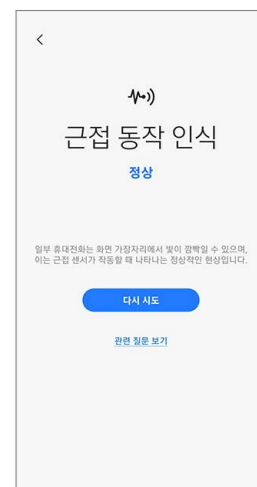 근접 동작 인식
정상
일부 휴대전화는 화면 가장자리에서 빛이 깜빡일 수 있으며,
이는 근접 센서가 작동할 때 나타나는 정상적인 현상입니다.
다시 시도
관련 질문 보기